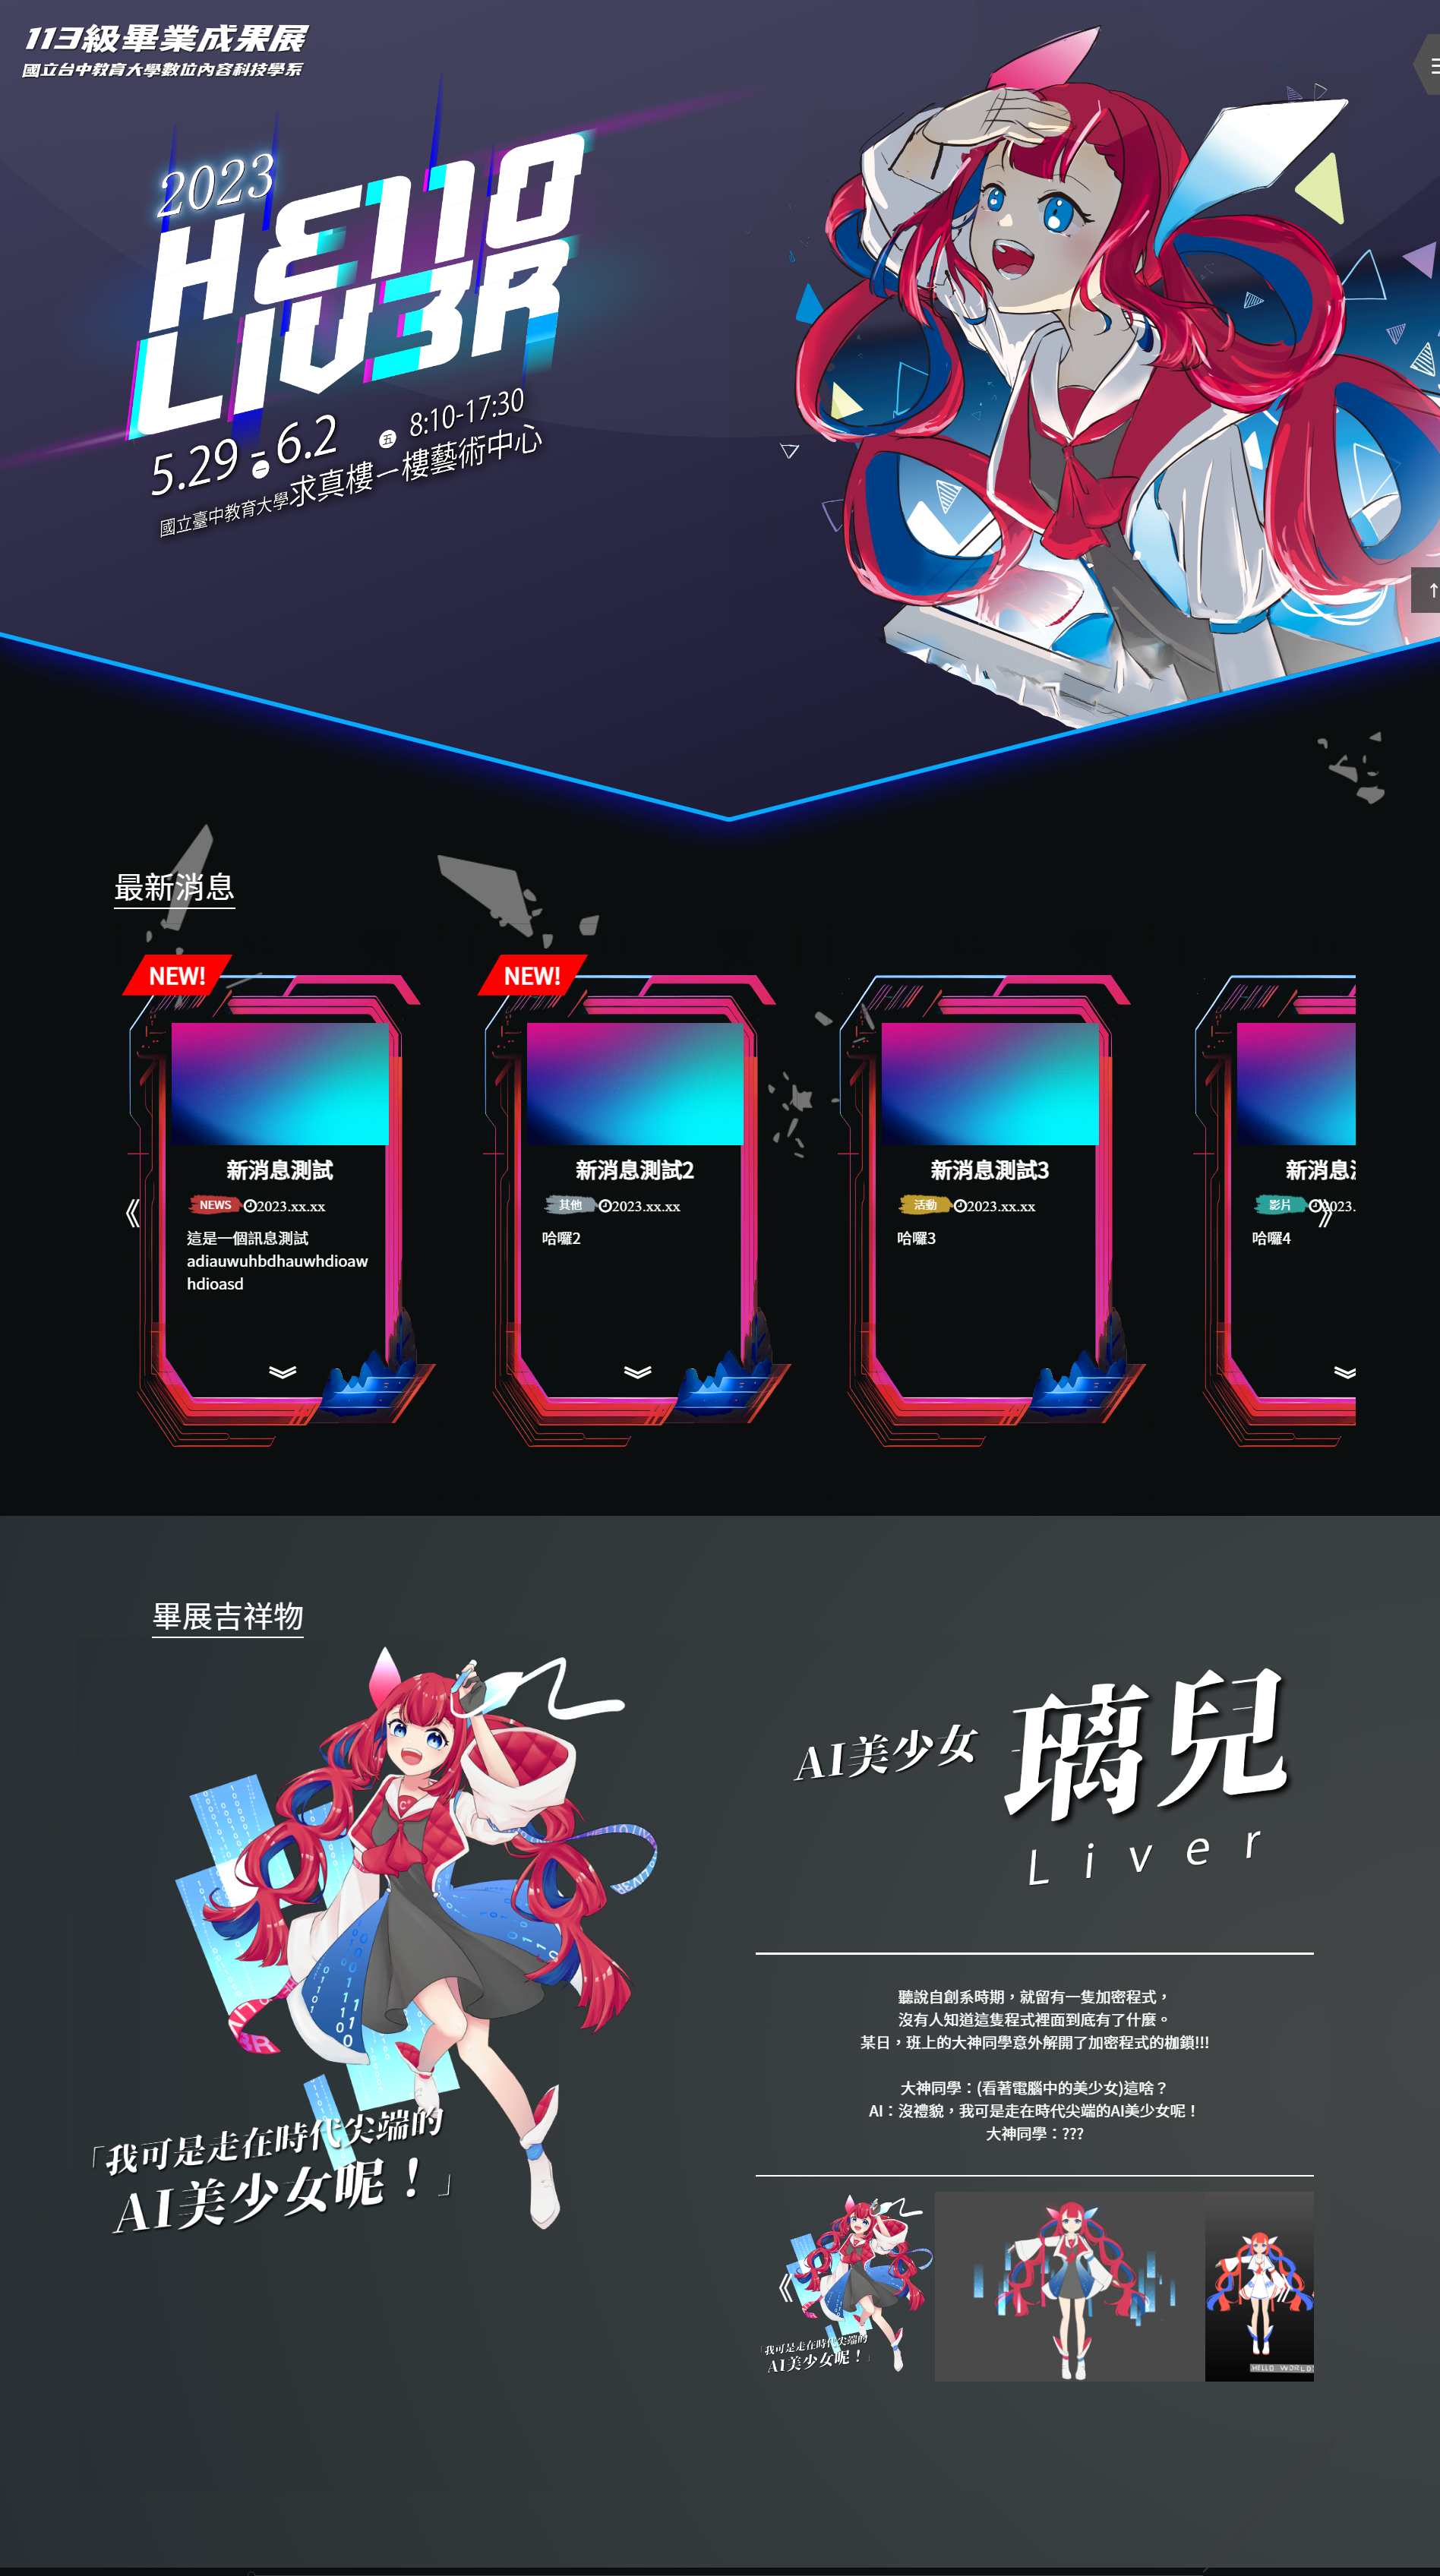 113級畢業成果展
國立台中教育大學數位內容科技學系
2023
HELLO
LIV3R
5.29 一 - 6.2 五 8:10-17:30
國立臺中教育大學求真樓一樓藝術中心
最新消息
NEW!
新消息測試
NEWS 2023.xx.xx
這是一個訊息測試
adiauwuhbdhauwhdioaw
hdioasd
NEW!
新消息測試2
其他 2023.xx.xx
哈囉2
新消息測試3
活動 2023.xx.xx
哈囉3
新消息
影片 2023.
哈囉4
畢展吉祥物
「我可是走在時代尖端的
AI美少女呢！」
AI美少女 璃兒
Liver
聽說自創系時期，就留有一隻加密程式，
沒有人知道這隻程式裡面到底有了什麼。
某日，班上的大神同學意外解開了加密程式的枷鎖!!!
大神同學：(看著電腦中的美少女)這啥？
AI：沒禮貌，我可是走在時代尖端的AI美少女呢！
大神同學：???
「我可是走在時代尖端的
AI美少女呢！」
HELLO WORLD